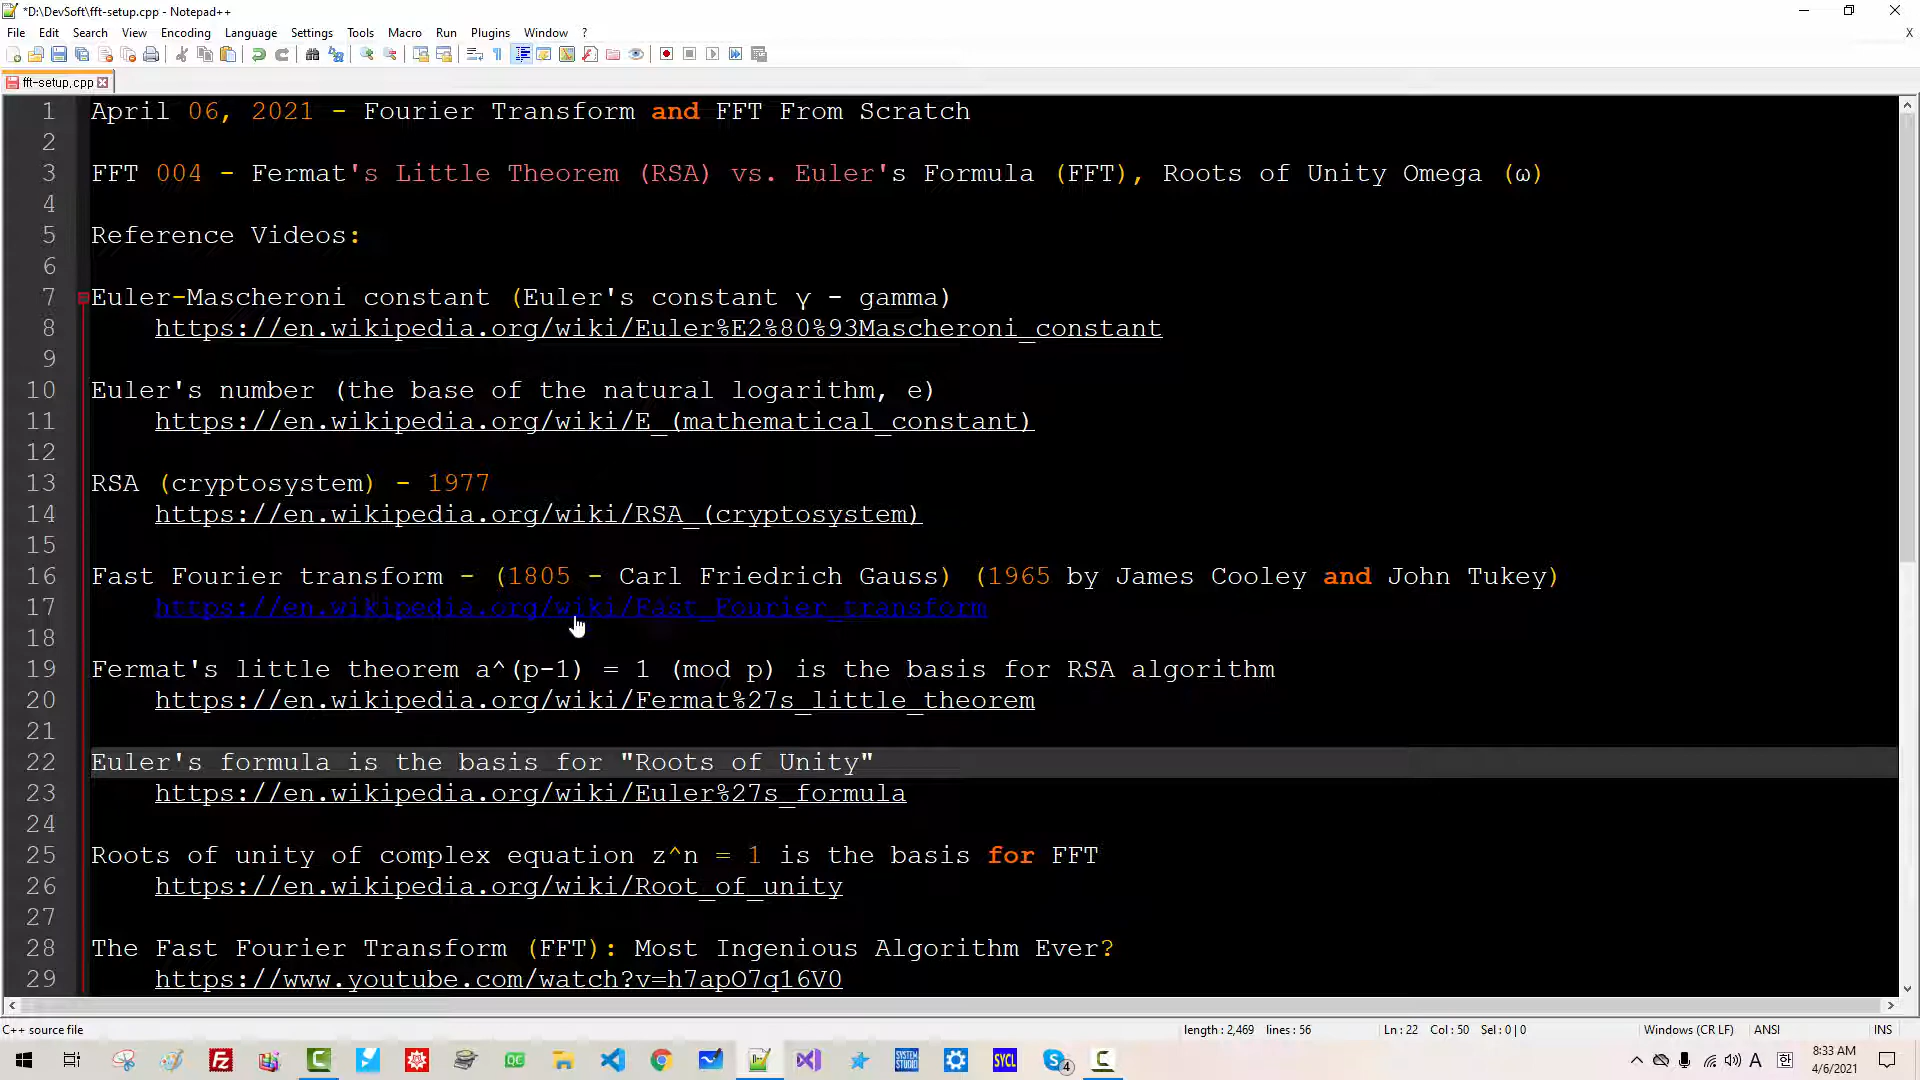 *D:\DevSoft\fft-setup.cpp - Notepad++
File Edit Search View Encoding Language Settings Tools Macro Run Plugins Window ? X
fft-setup.cpp
1 April 06, 2021 - Fourier Transform and FFT From Scratch
2
3 FFT 004 - Fermat's Little Theorem (RSA) vs. Euler's Formula (FFT), Roots of Unity Omega (ω)
4
5 Reference Videos:
6
7 Euler-Mascheroni constant (Euler's constant γ - gamma)
8 https://en.wikipedia.org/wiki/Euler%E2%80%93Mascheroni_constant
9
10 Euler's number (the base of the natural logarithm, e)
11 https://en.wikipedia.org/wiki/E_(mathematical_constant)
12
13 RSA (cryptosystem) - 1977
14 https://en.wikipedia.org/wiki/RSA_(cryptosystem)
15
16 Fast Fourier transform - (1805 - Carl Friedrich Gauss) (1965 by James Cooley and John Tukey)
17 https://en.wikipedia.org/wiki/Fast_Fourier_transform
18
19 Fermat's little theorem a^(p-1) = 1 (mod p) is the basis for RSA algorithm
20 https://en.wikipedia.org/wiki/Fermat%27s_little_theorem
21
22 Euler's formula is the basis for "Roots of Unity"
23 https://en.wikipedia.org/wiki/Euler%27s_formula
24
25 Roots of unity of complex equation z^n = 1 is the basis for FFT
26 https://en.wikipedia.org/wiki/Root_of_unity
27
28 The Fast Fourier Transform (FFT): Most Ingenious Algorithm Ever?
29 https://www.youtube.com/watch?v=h7apO7q16V0
C++ source file length : 2,469 lines : 56 Ln : 22 Col : 50 Sel : 0 | 0 Windows (CR LF) ANSI INS
QC SYSTEM STUDIO SYCL 4 A 한 8:33 AM
4/6/2021